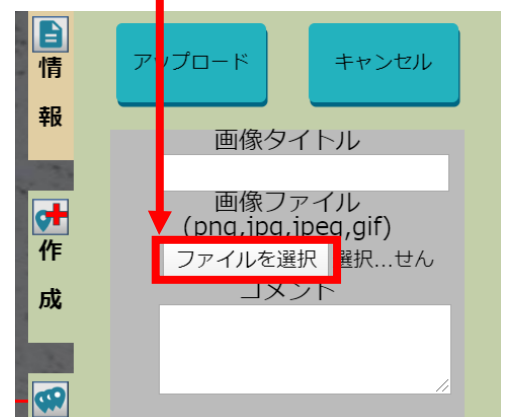 情
報
作
成
アップロード
キャンセル
画像タイトル
画像ファイル
(png,jpg,jpeg,gif)
ファイルを選択 選択...せん
コメント